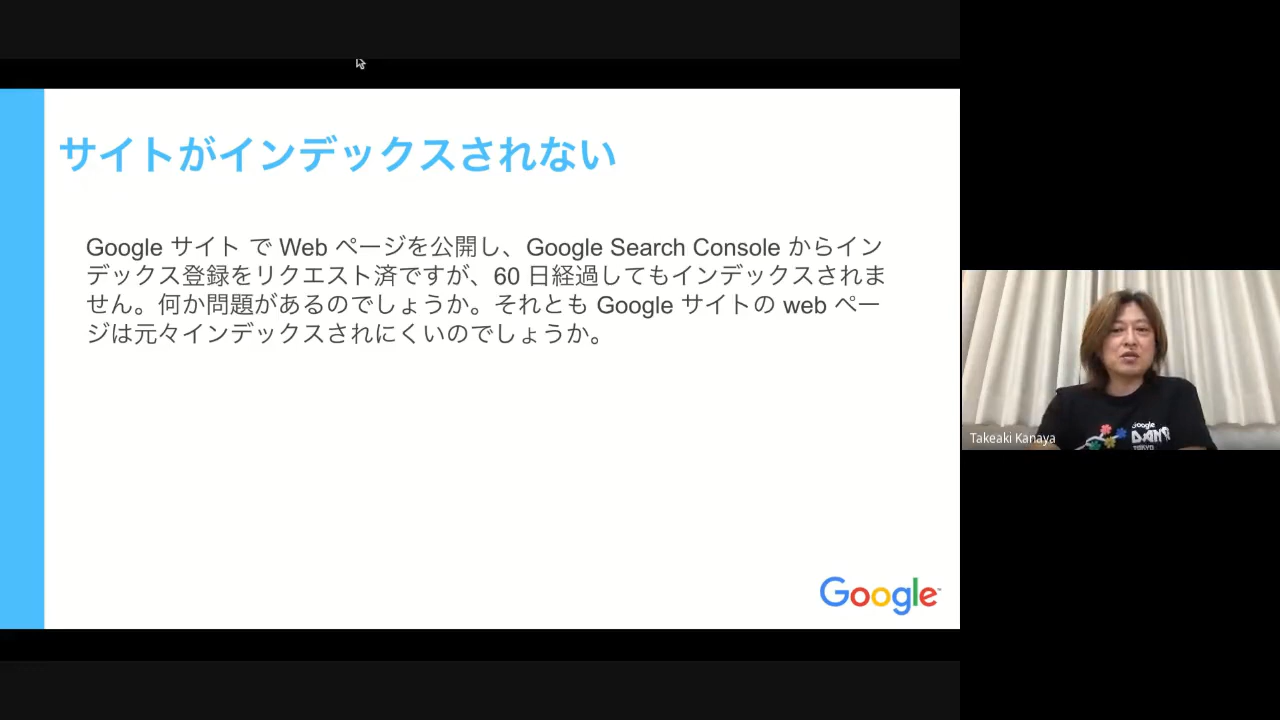 サイトがインデックスされない
Google サイト で Web ページを公開し、Google Search Console からイン
デックス登録をリクエスト済ですが、60 日経過してもインデックスされま
せん。何か問題があるのでしょうか。それとも Google サイトの web ペー
ジは元々インデックスされにくいのでしょうか。
Google
Takeaki Kanaya
Google
DANCE
TOKYO